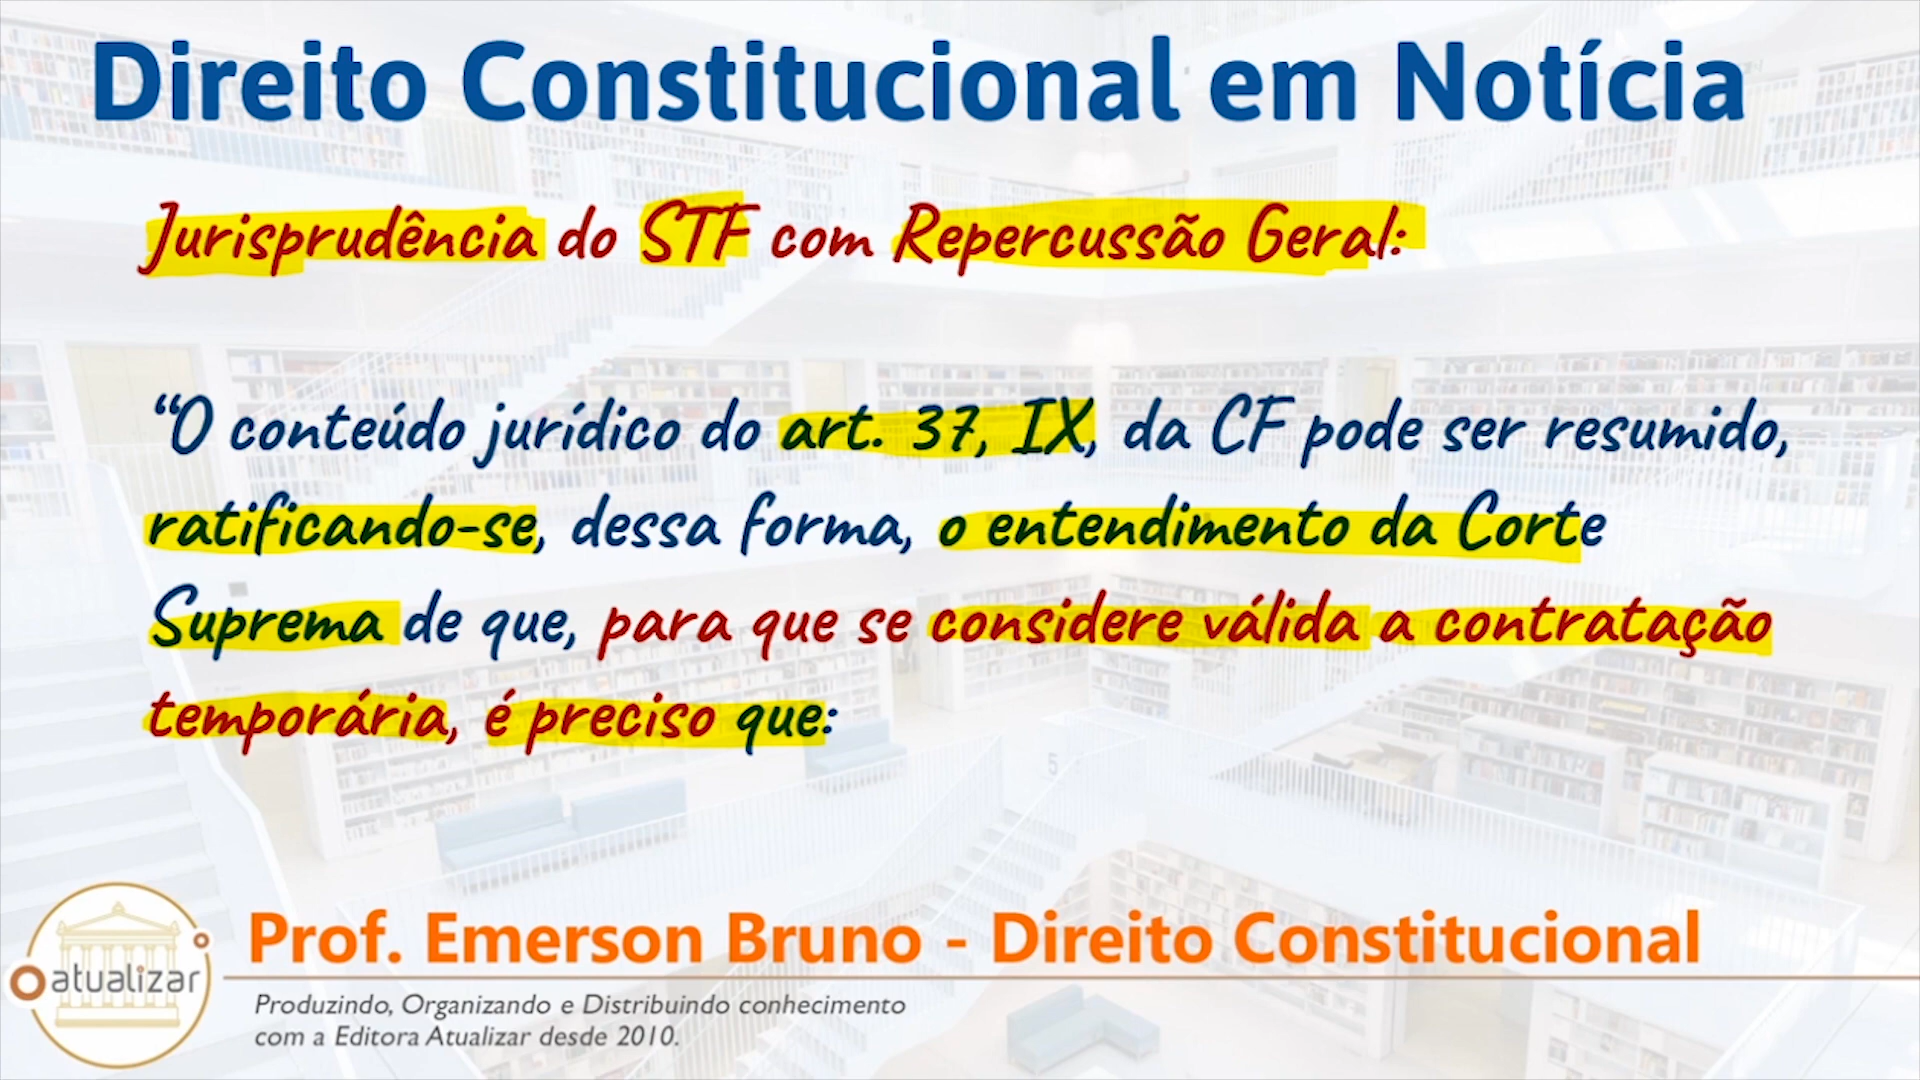 Direito Constitucional em Notícia
Jurisprudência do STF com Repercussão Geral:
“O conteúdo jurídico do art. 37, IX, da CF pode ser resumido,
ratificando-se, dessa forma, o entendimento da Corte
Suprema de que, para que se considere válida a contratação
temporária, é preciso que:
5
Prof. Emerson Bruno - Direito Constitucional
atualizar
Produzindo, Organizando e Distribuindo conhecimento
com a Editora Atualizar desde 2010.